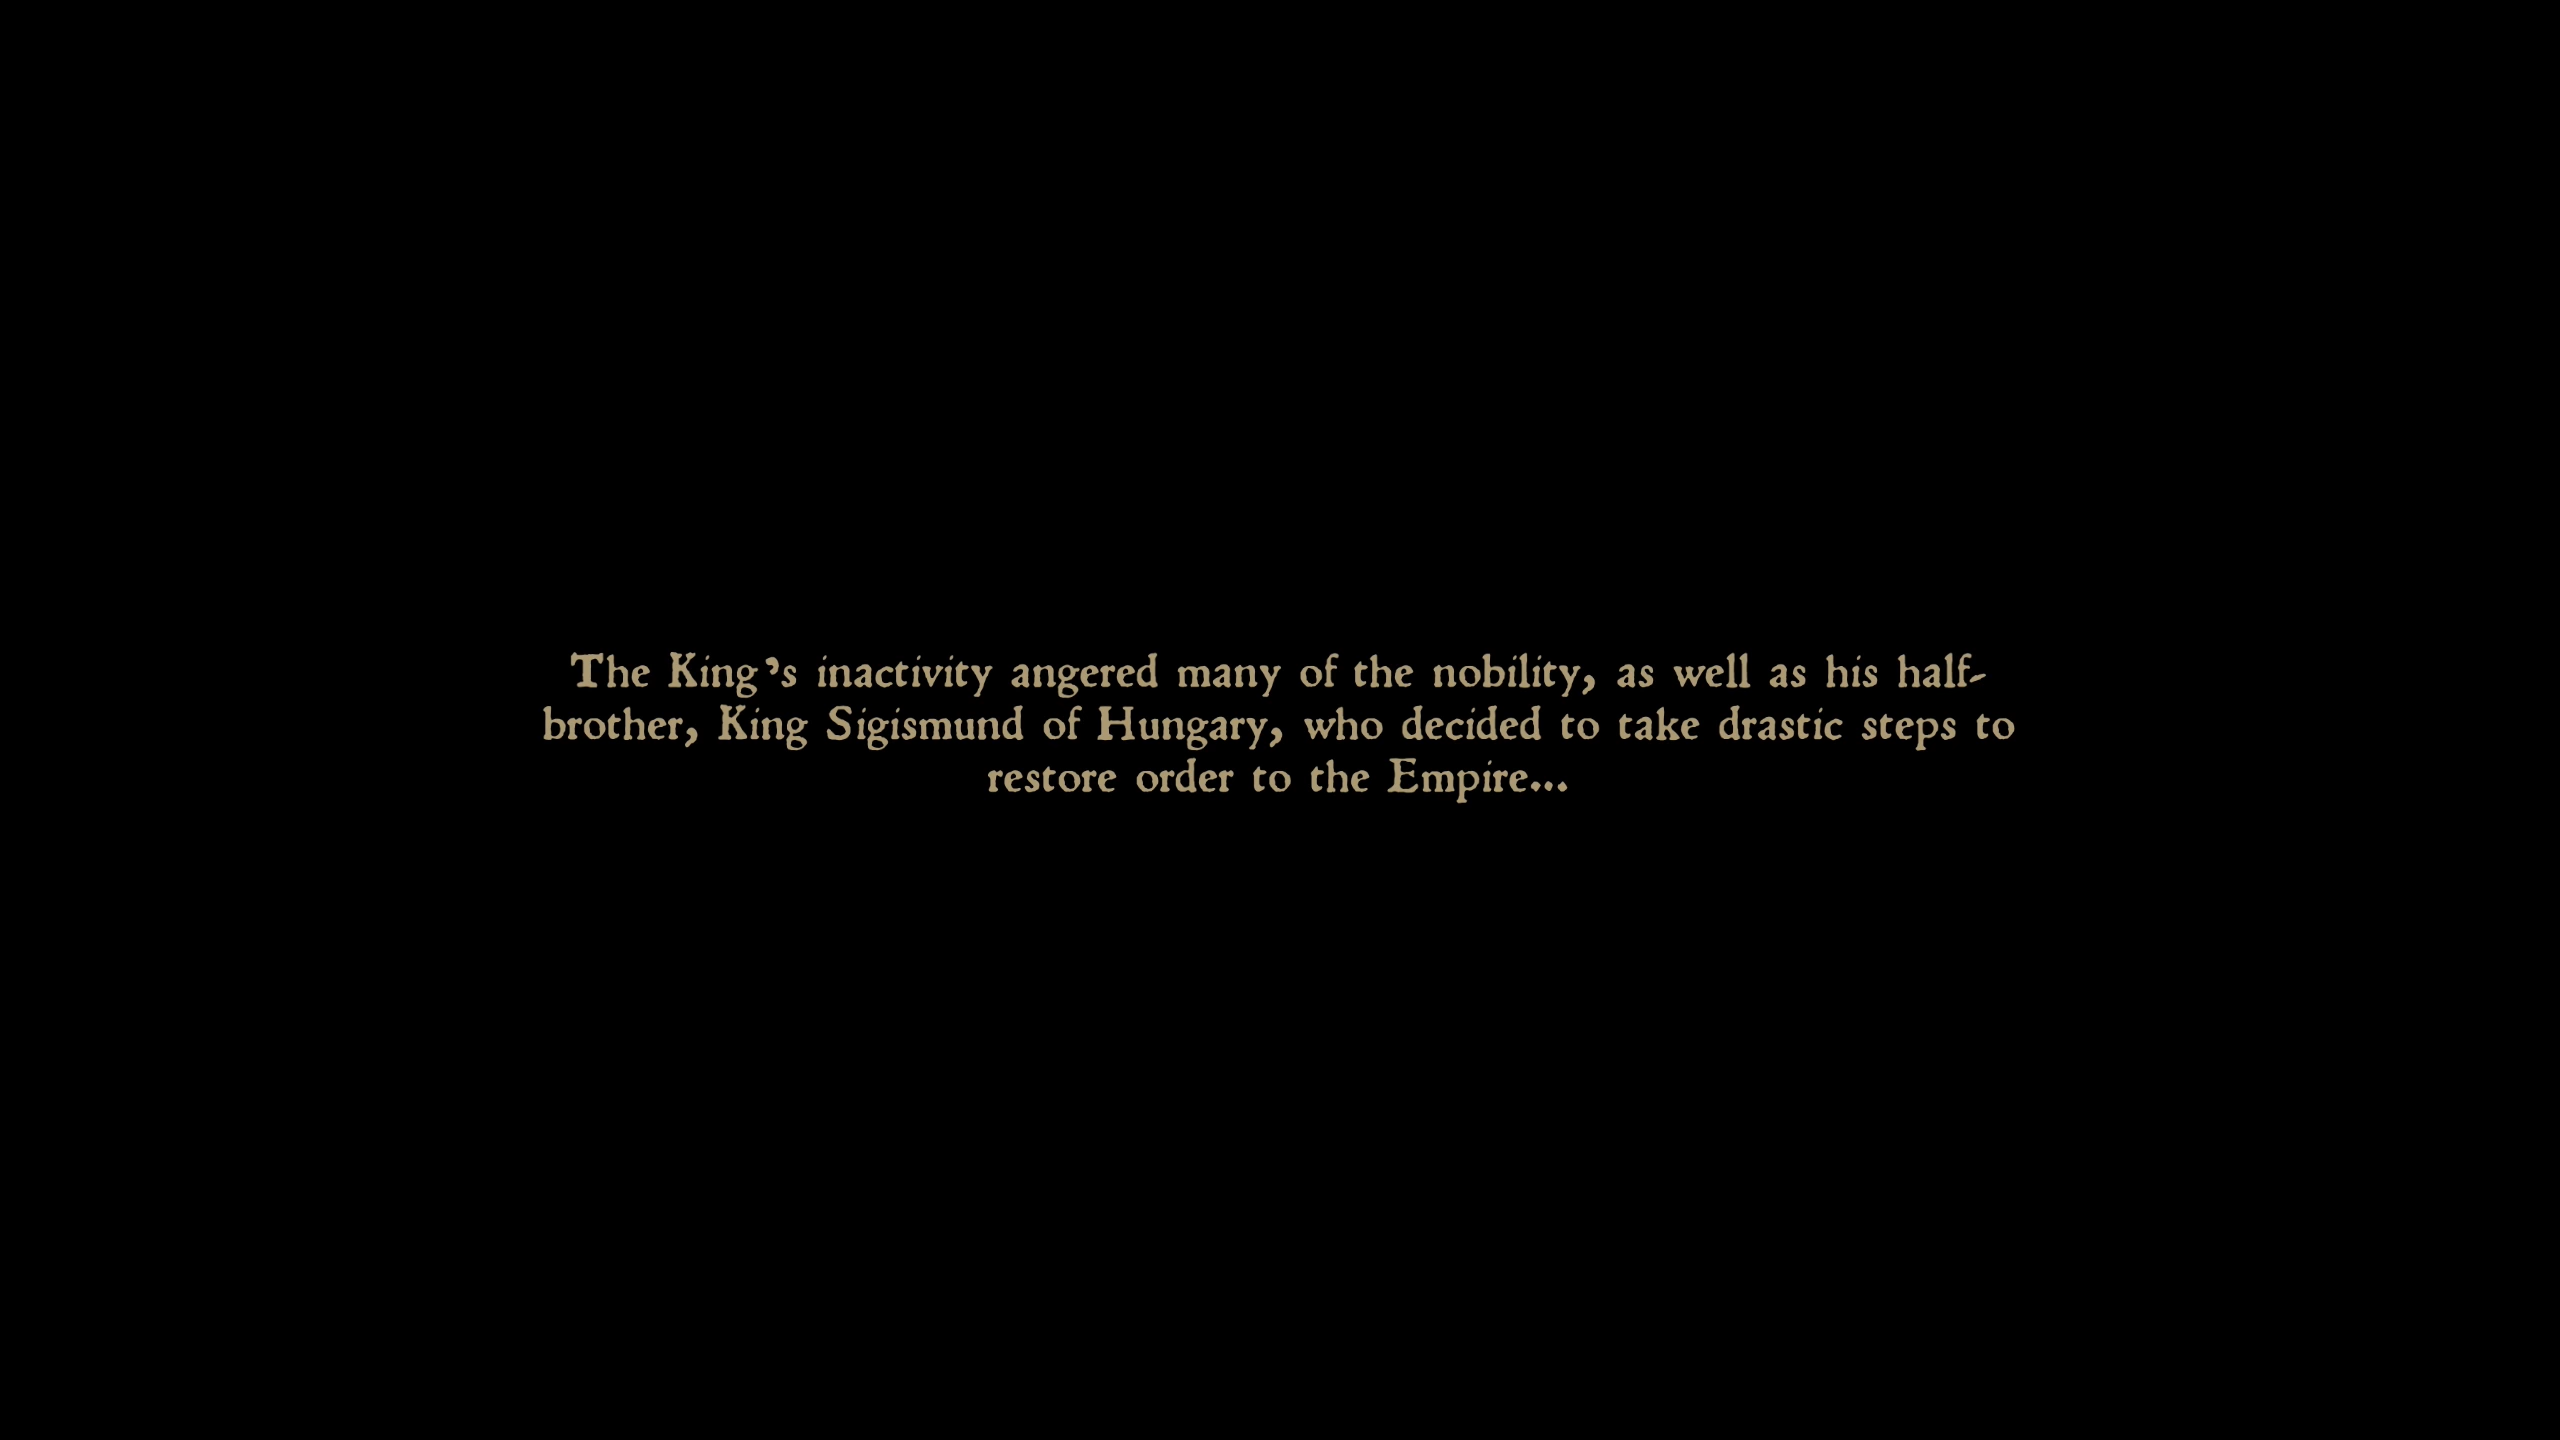 The King's inactivity angered many of the nobility, as well as his half-
brother, King Sigismund of Hungary, who decided to take drastic steps to
restore order to the Empire...